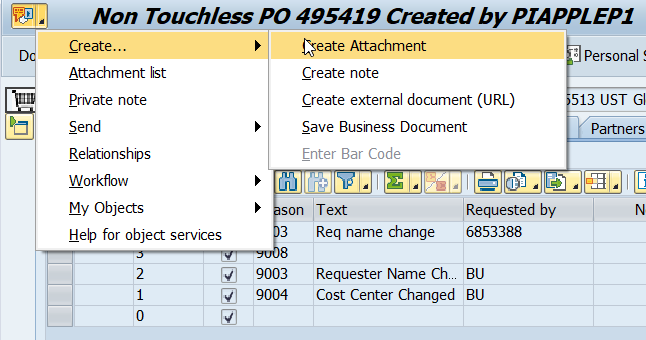 Non Touchless PO 495419 Created by PIAPPLEP1
Create...
Attachment list
Private note
Send
Relationships
Workflow
My Objects
Help for object services
Create Attachment
Create note
Create external document (URL)
Save Business Document
Enter Bar Code
Do
Personal S
5513 UST Gl
Partners
ason Text Requested by N
03 Req name change 6853388
3 9008
2 9003 Requester Name Ch... BU
1 9004 Cost Center Changed BU
0